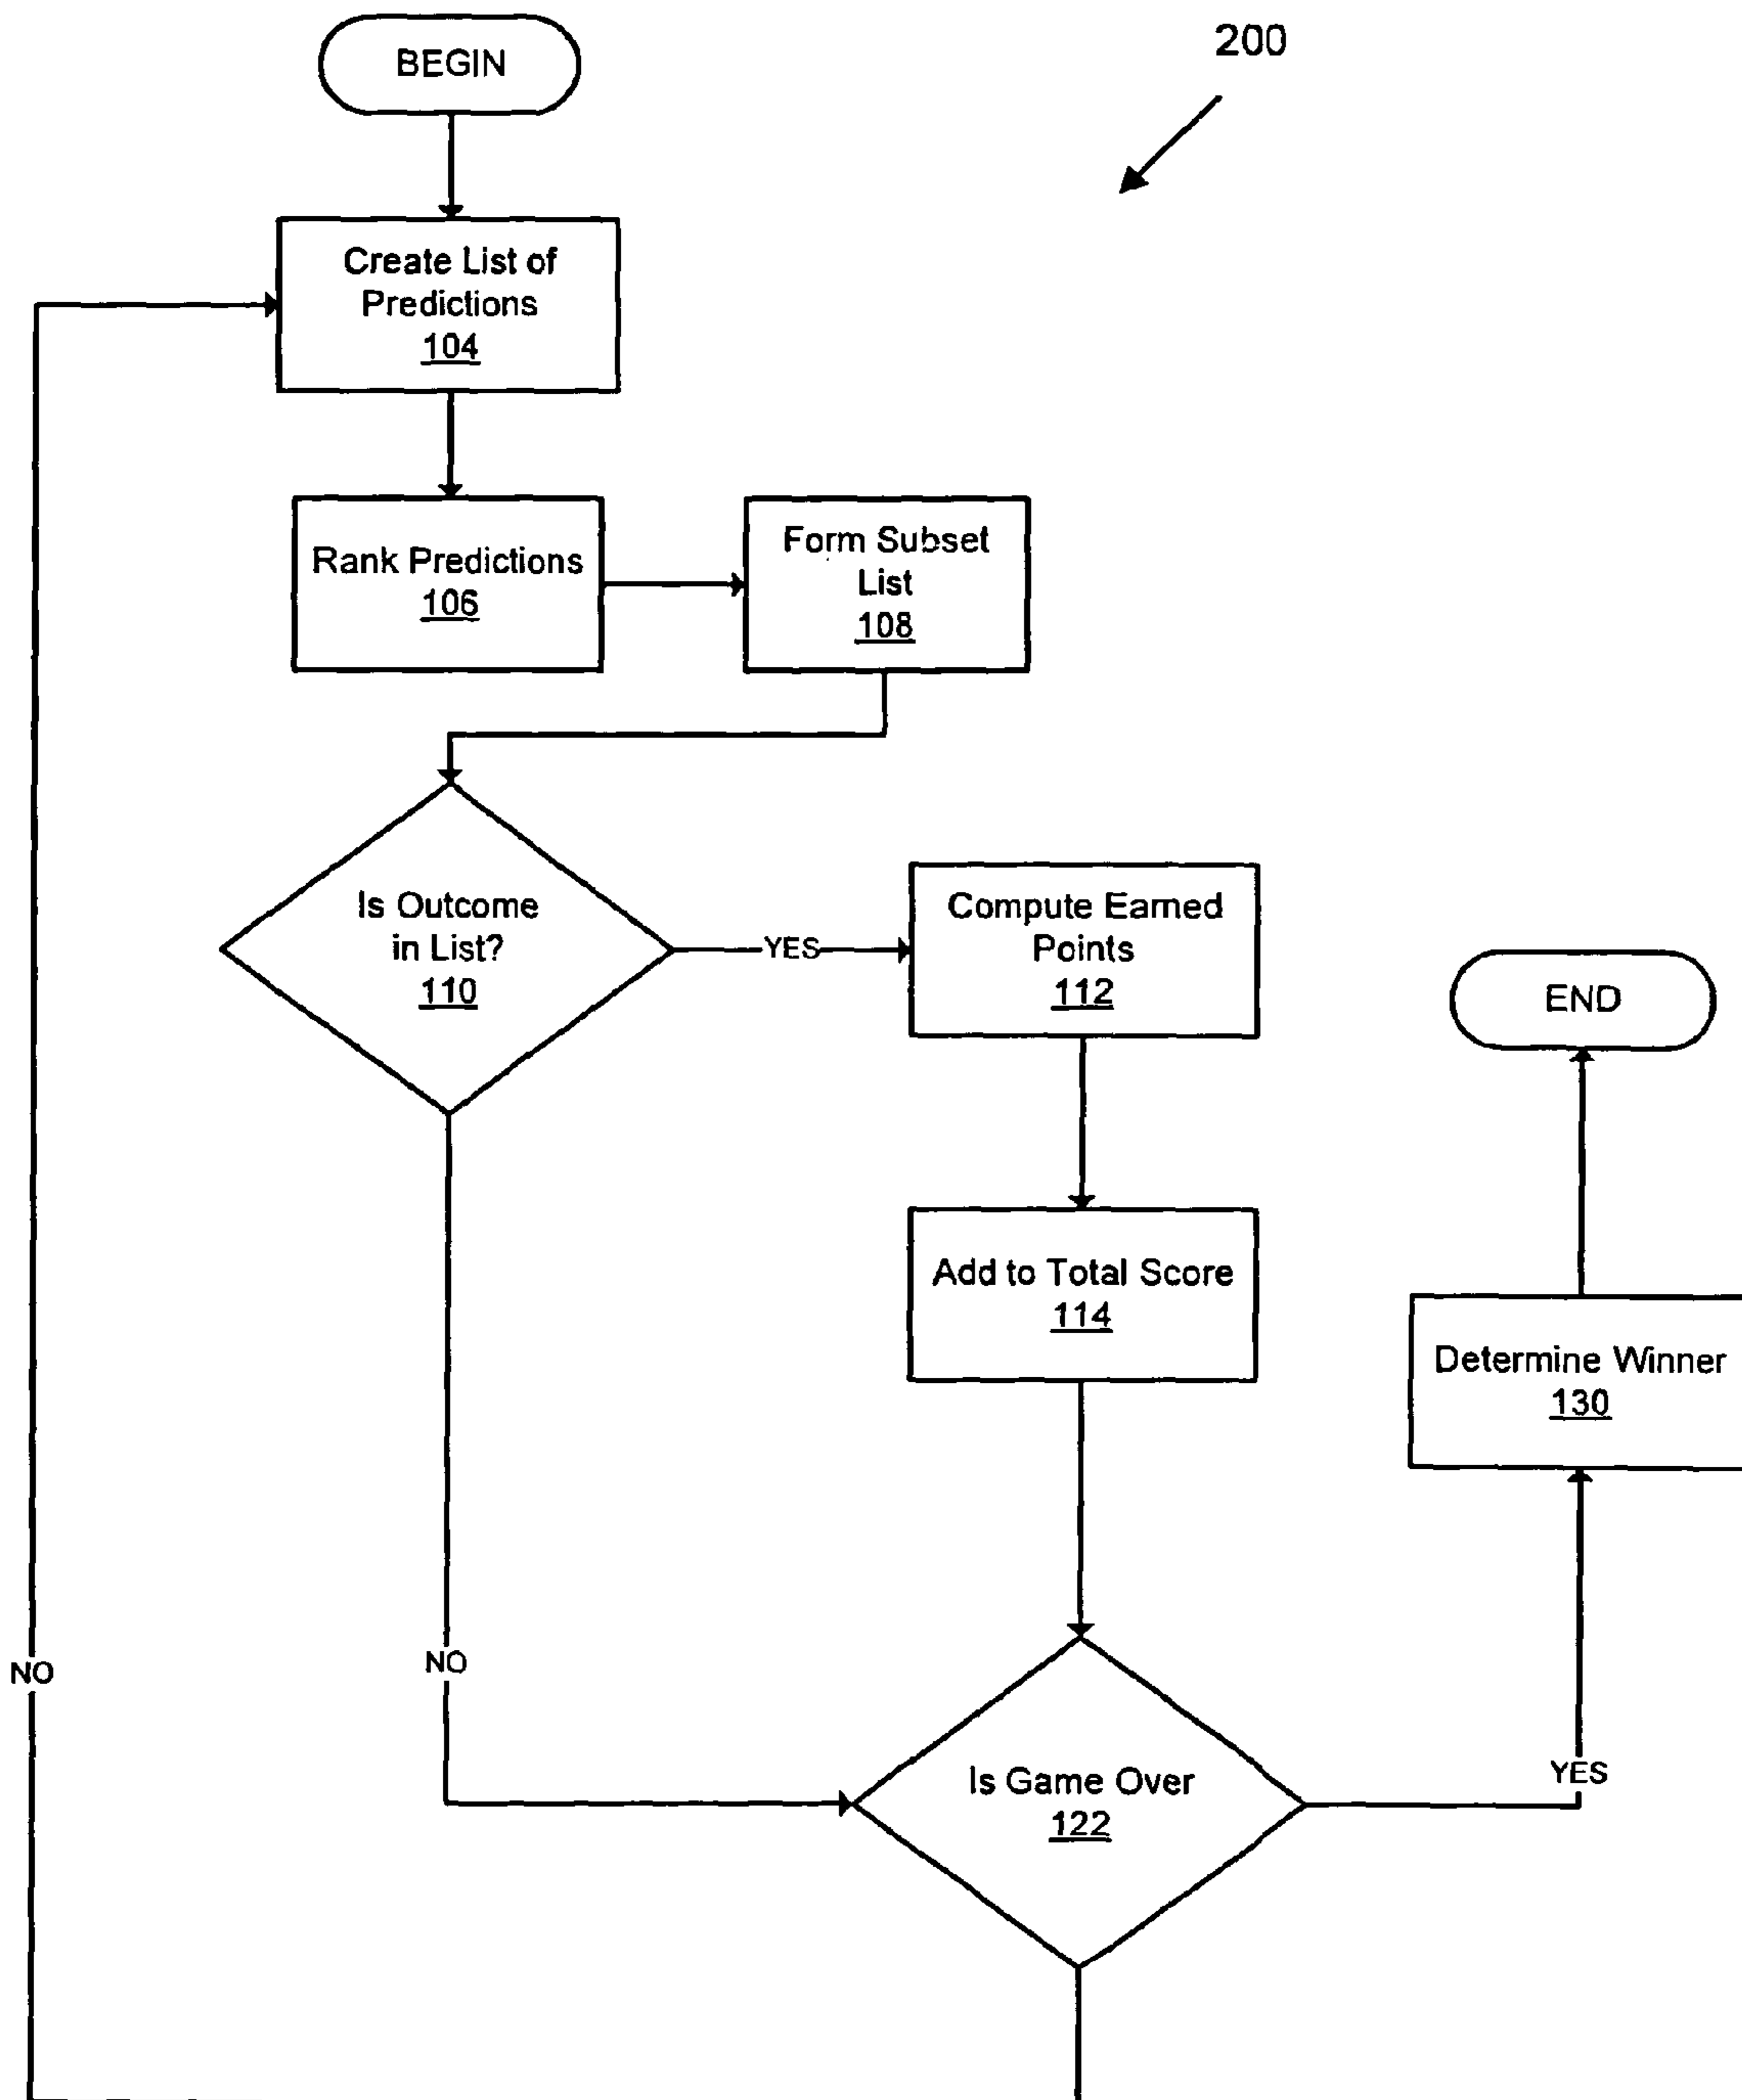 200
BEGIN
Create List of
Predictions
104
Rank Predictions
106
Form Subset
List
108
Is Outcome
in List?
110
YES
Compute Earned
Points
112
END
Add to Total Score
114
Determine Winner
130
NO
NO
Is Game Over
122
YES